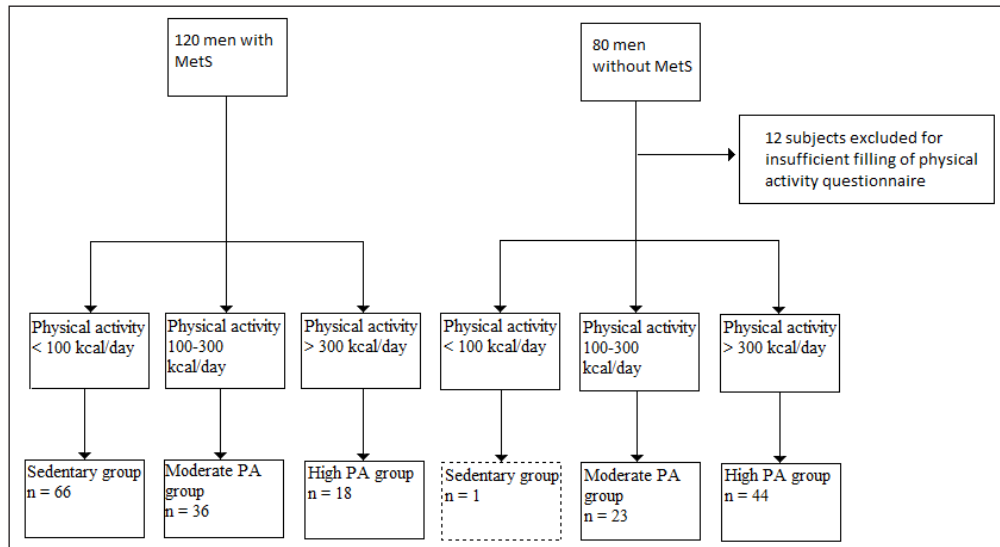 120 men with
MetS
80 men
without MetS
12 subjects excluded for
insufficient filling of physical
activity questionnaire
Physical activity
< 100 kcal/day
Physical activity
100-300
kcal/day
Physical activity
> 300 kcal/day
Physical activity
< 100 kcal/day
Physical activity
100-300
kcal/day
Physical activity
> 300 kcal/day
Sedentary group
n = 66
Moderate PA
group
n = 36
High PA group
n = 18
Sedentary group
n = 1
Moderate PA
group
n = 23
High PA group
n = 44